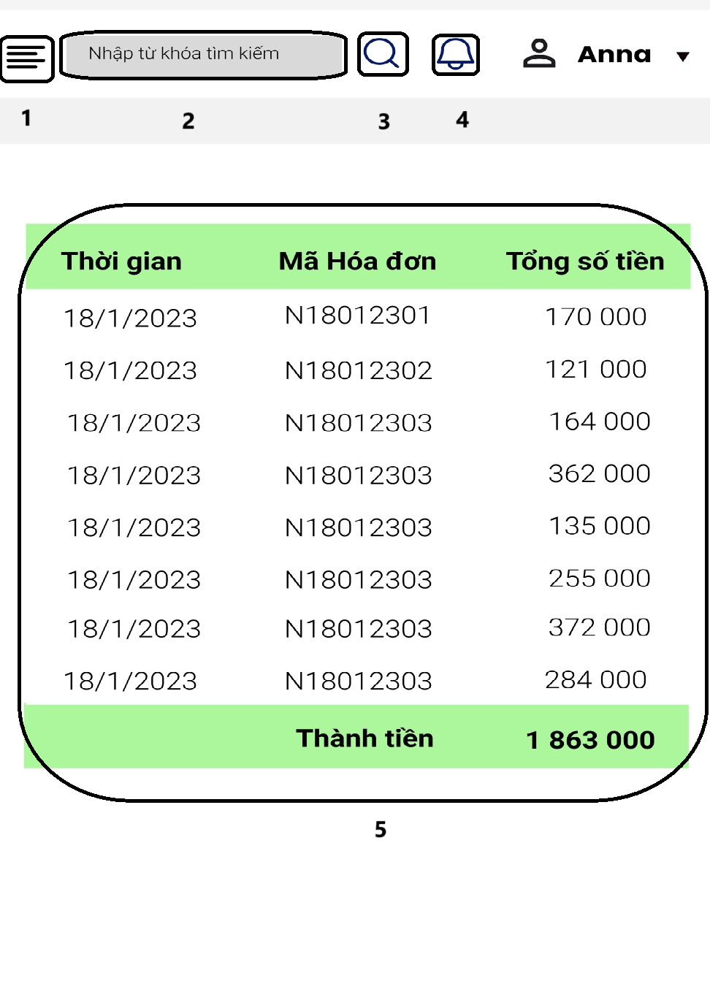 Nhập từ khóa tìm kiếm Anna
1 2 3 4
Thời gian Mã Hóa đơn Tổng số tiền
18/1/2023 N18012301 170 000
18/1/2023 N18012302 121 000
18/1/2023 N18012303 164 000
18/1/2023 N18012303 362 000
18/1/2023 N18012303 135 000
18/1/2023 N18012303 255 000
18/1/2023 N18012303 372 000
18/1/2023 N18012303 284 000
Thành tiền 1 863 000
5